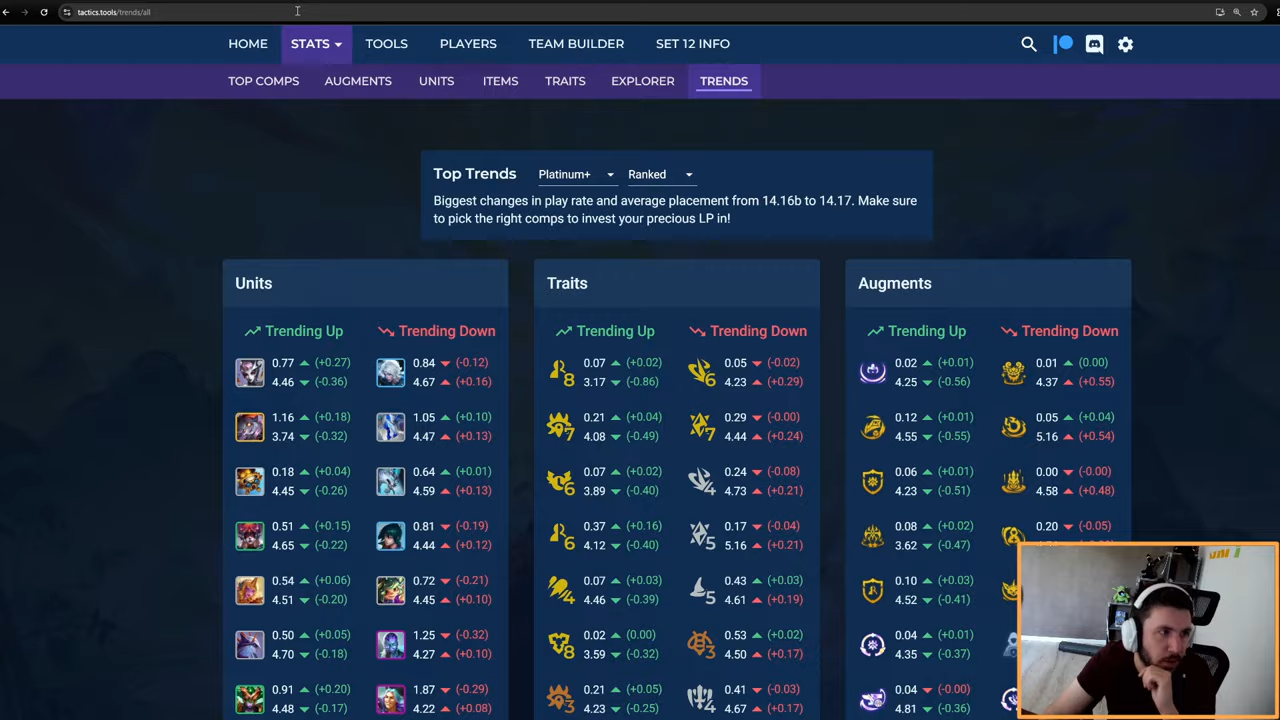 tactics.tools/trends/all
HOME STATS TOOLS PLAYERS TEAM BUILDER SET 12 INFO
TOP COMPS AUGMENTS UNITS ITEMS TRAITS EXPLORER TRENDS
Top Trends Platinum+ Ranked
Biggest changes in play rate and average placement from 14.16b to 14.17. Make sure
to pick the right comps to invest your precious LP in!
Units
Trending Up Trending Down
0.77 (+0.27) 0.84 (-0.12)
4.46 (-0.36) 4.67 (+0.16)
1.16 (+0.18) 1.05 (+0.10)
3.74 (-0.32) 4.47 (+0.13)
0.18 (+0.04) 0.64 (+0.01)
4.45 (-0.26) 4.59 (+0.13)
0.51 (+0.15) 0.81 (-0.19)
4.65 (-0.22) 4.44 (+0.12)
0.54 (+0.06) 0.72 (-0.21)
4.51 (-0.20) 4.45 (+0.10)
0.50 (+0.05) 1.25 (-0.32)
4.70 (-0.18) 4.27 (+0.10)
0.91 (+0.20) 1.87 (-0.29)
4.48 (-0.17) 4.22 (+0.08)
Traits
Trending Up Trending Down
8 0.07 (+0.02) 6 0.05 (-0.02)
3.17 (-0.86) 4.23 (+0.29)
7 0.21 (+0.04) 7 0.29 (-0.00)
4.08 (-0.49) 4.44 (+0.24)
6 0.07 (+0.02) 4 0.24 (-0.08)
3.89 (-0.40) 4.73 (+0.21)
6 0.37 (+0.16) 5 0.17 (-0.04)
4.12 (-0.40) 5.16 (+0.21)
4 0.07 (+0.03) 5 0.43 (+0.03)
4.46 (-0.39) 4.61 (+0.19)
8 0.02 (0.00) 3 0.53 (+0.02)
3.59 (-0.32) 4.50 (+0.17)
3 0.21 (+0.05) 4 0.41 (-0.03)
4.23 (-0.25) 4.67 (+0.17)
Augments
Trending Up Trending Down
0.02 (+0.01) 0.01 (0.00)
4.25 (-0.56) 4.37 (+0.55)
0.12 (+0.01) 0.05 (+0.04)
4.55 (-0.55) 5.16 (+0.54)
0.06 (+0.01) 0.00 (-0.00)
4.23 (-0.51) 4.58 (+0.48)
0.08 (+0.02) 0.20 (-0.05)
3.62 (-0.47)
0.10 (+0.03)
4.52 (-0.41)
0.04 (+0.01)
4.35 (-0.37)
0.04 (-0.00)
4.81 (-0.36)